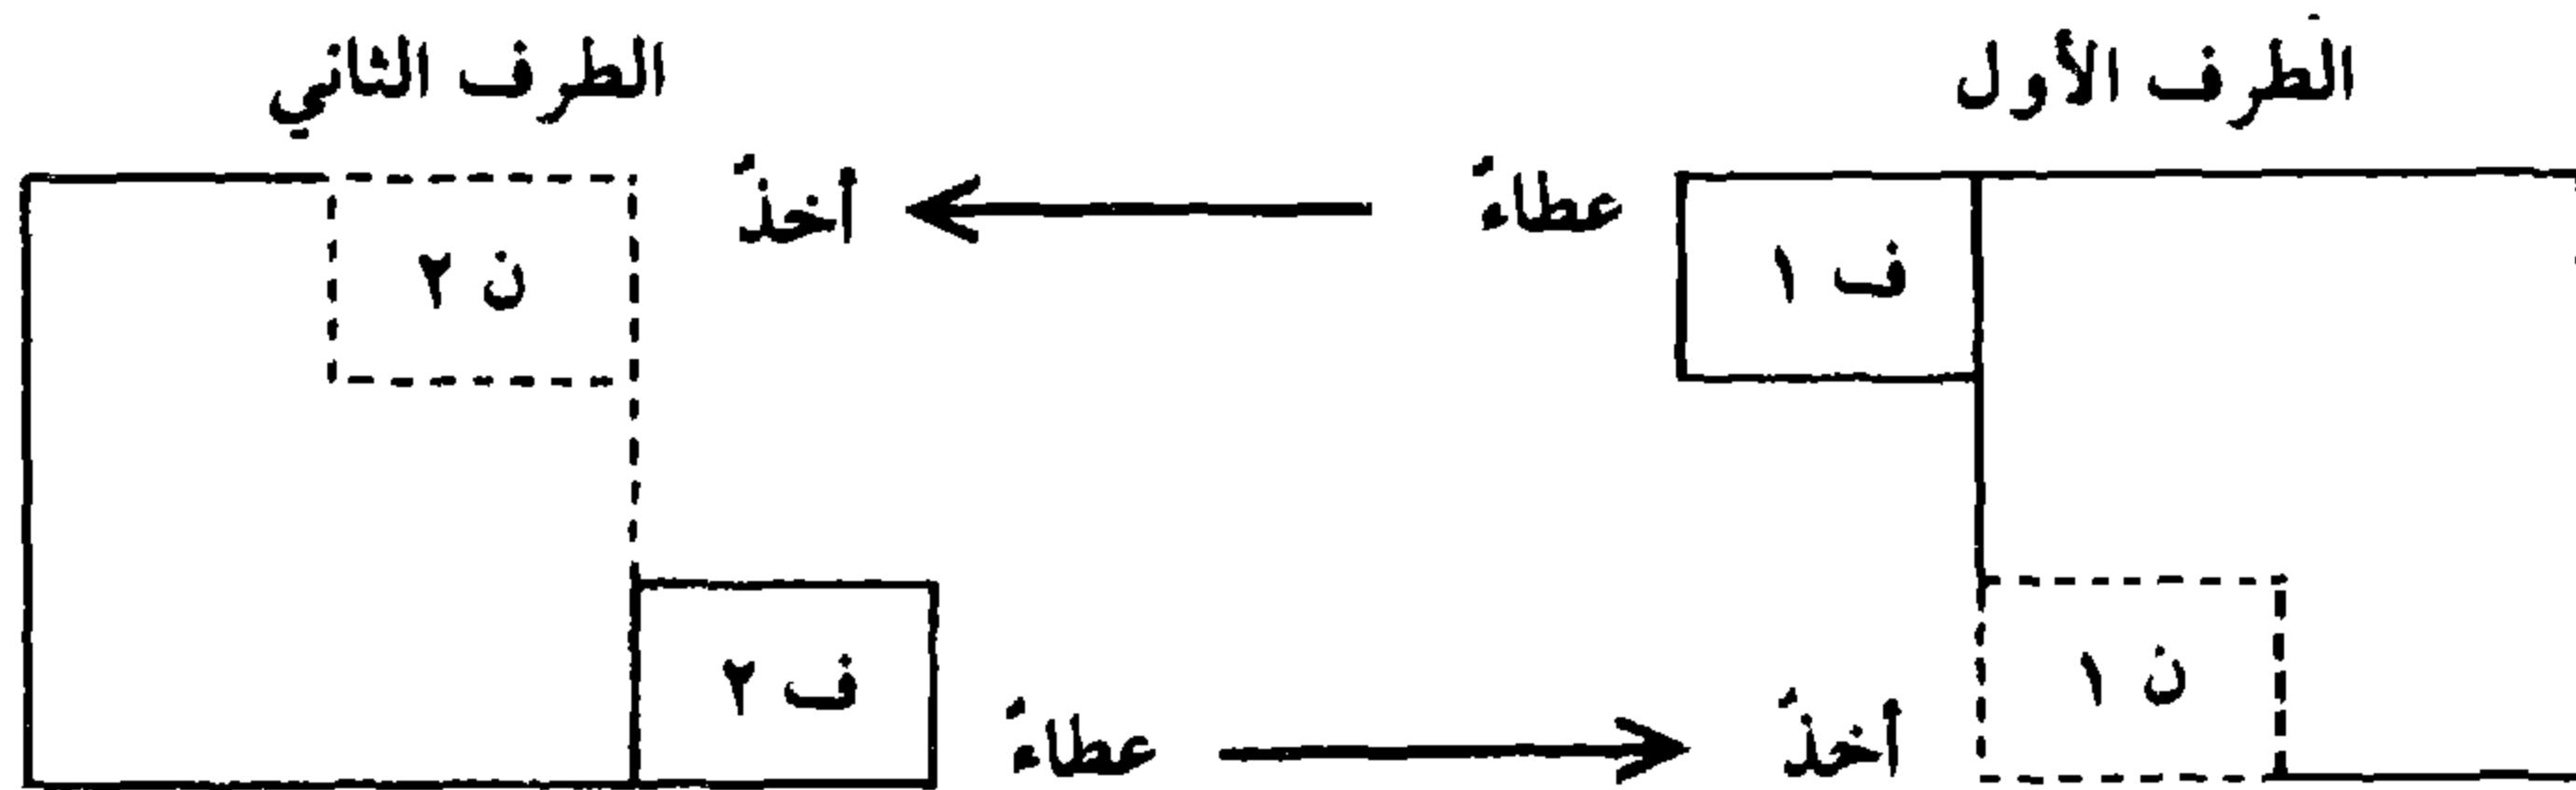 الطرف الأول
الطرف الثاني
ف ١
عطاءً
أخذً
ن ٢
ن ١
أخذً
عطاءً
ف ٢